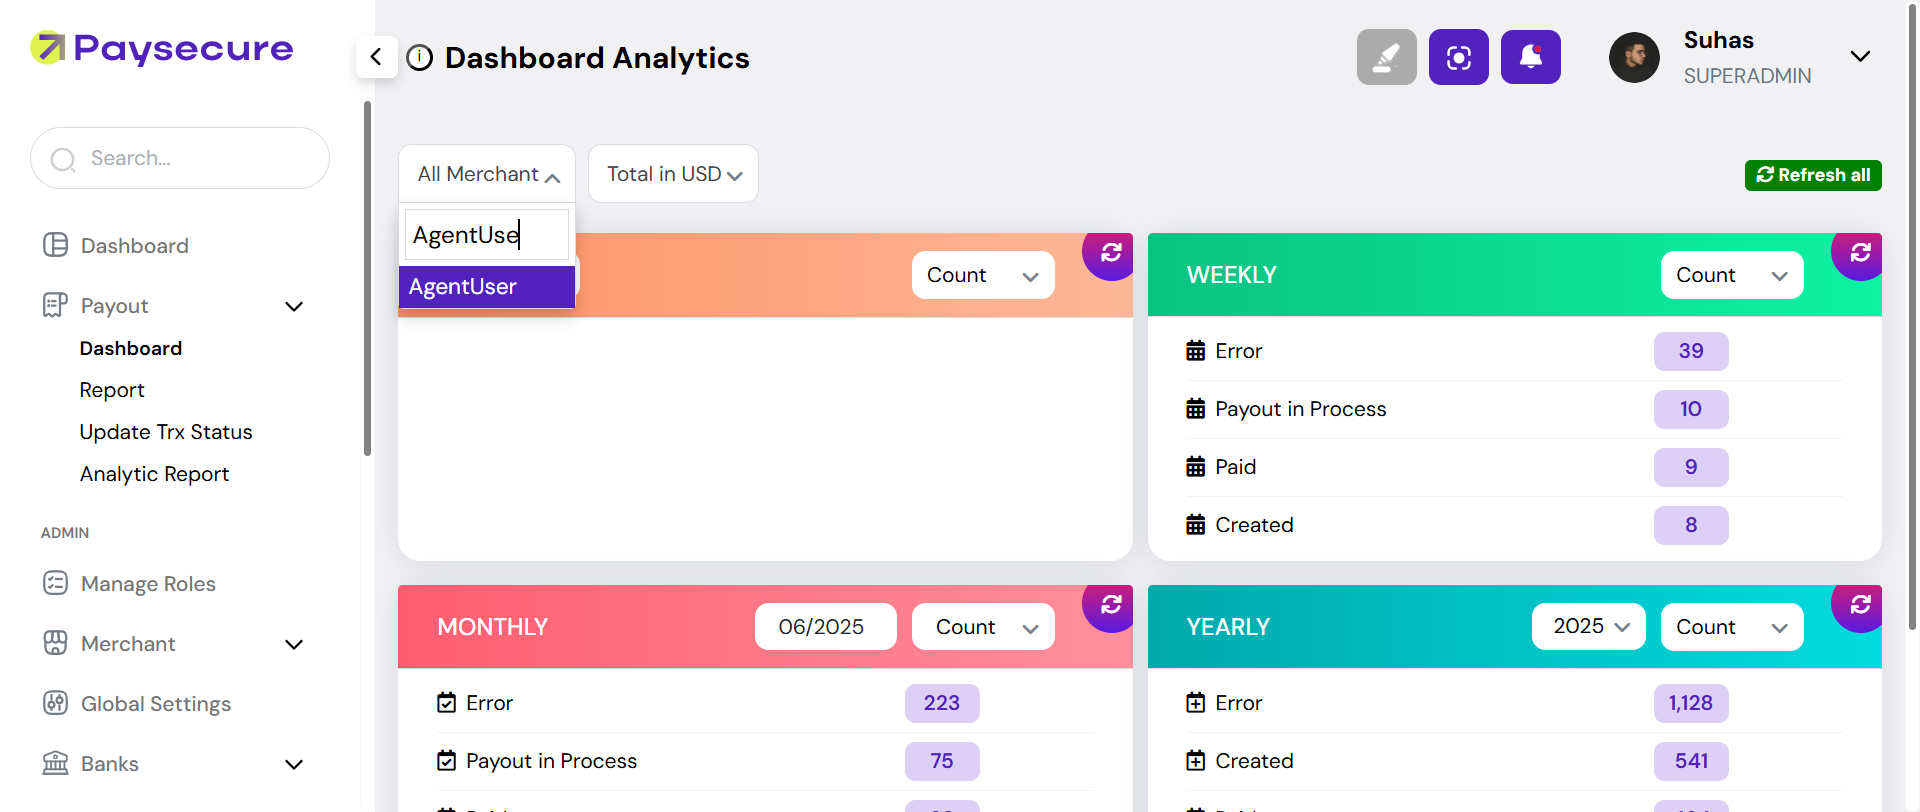 Paysecure
Dashboard Analytics
Suhas
SUPERADMIN
Search...
All Merchant
Total in USD
Refresh all
AgentUse
AgentUser
Count
WEEKLY
Count
Error
39
Payout in Process
10
Paid
9
Created
8
Dashboard
Payout
Dashboard
Report
Update Trx Status
Analytic Report
ADMIN
Manage Roles
Merchant
Global Settings
Banks
MONTHLY
06/2025
Count
Error
223
Payout in Process
75
YEARLY
2025
Count
Error
1,128
Created
541